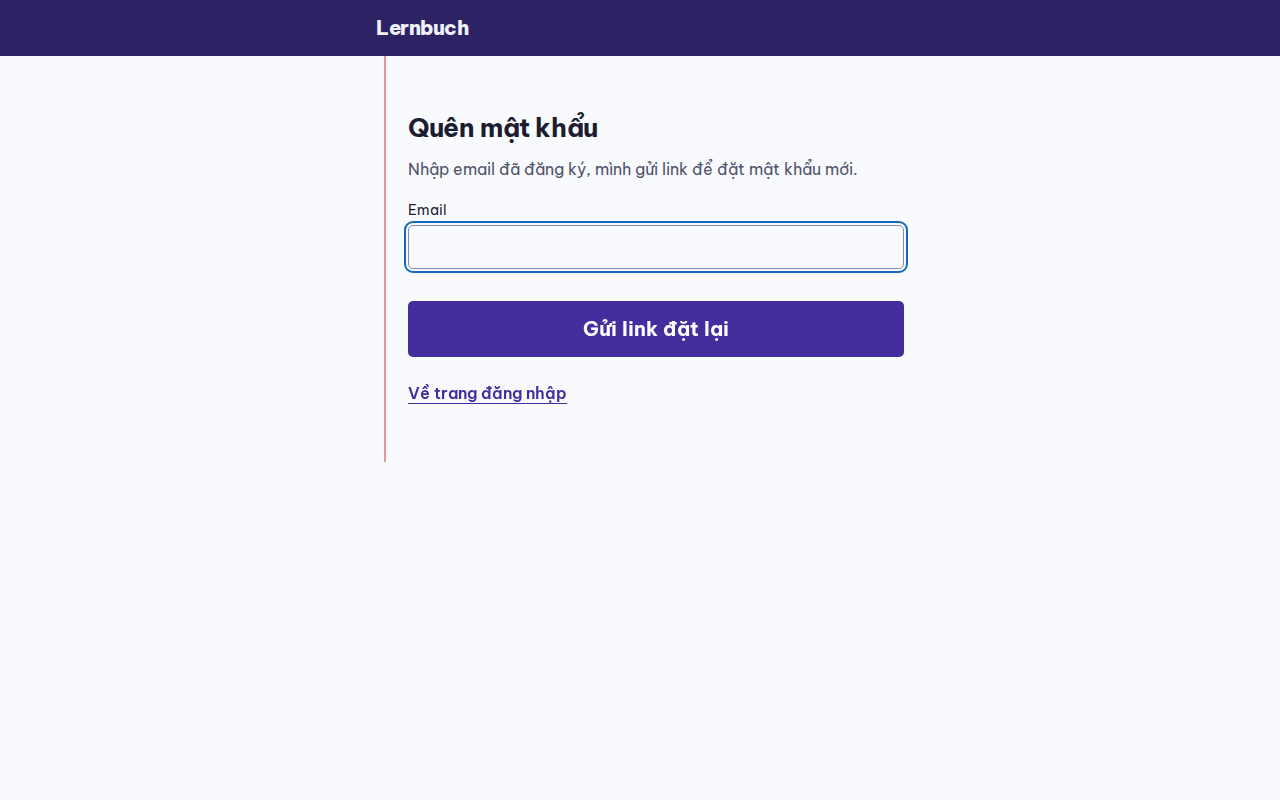 Lernbuch
Quên mật khẩu
Nhập email đã đăng ký, mình gửi link để đặt mật khẩu mới.
Email
Gửi link đặt lại
Về trang đăng nhập